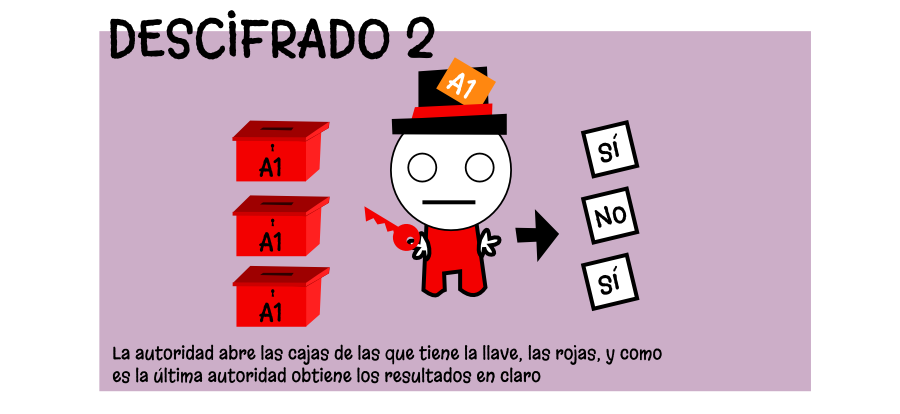 DESCIFRADO 2
A1
A1
A1
A1
SÍ
No
SÍ
La autoridad abre las cajas de las que tiene la llave, las rojas, y como
es la última autoridad obtiene los resultados en claro